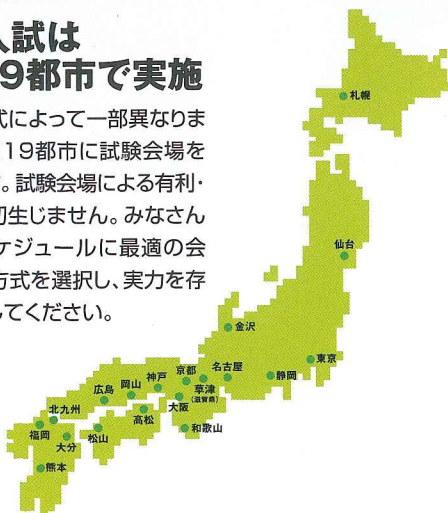 入試は
19都市で実施
式によって一部異なりま
19都市に試験会場を
。試験会場による有利・
切生じません。みなさん
ケジュールに最適の会
方式を選択し、実力を存
してください。
札幌
仙台
金沢
東京
静岡
名古屋
京都
草津
(滋賀県)
神戸
大阪
和歌山
岡山
広島
高松
松山
北九州
福岡
大分
熊本